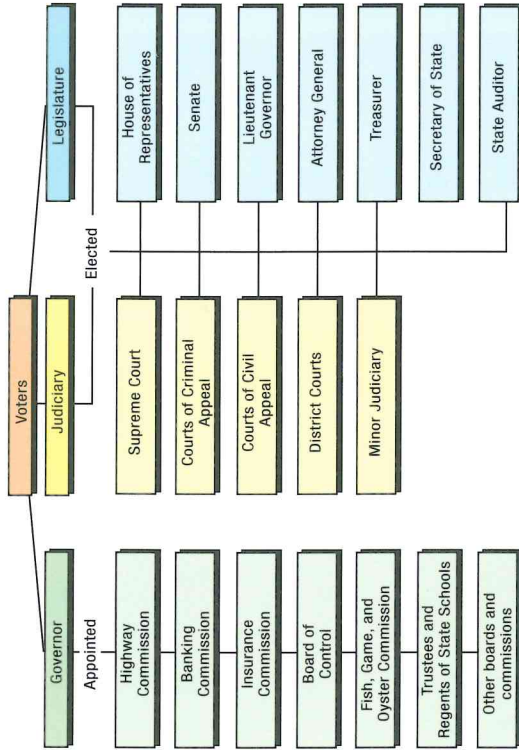 Voters
Governor
Judiciary
Legislature
Appointed
Elected
Highway
Commission
Banking
Commission
Insurance
Commission
Board of
Control
Fish, Game, and
Oyster Commission
Trustees and
Regents of State Schools
Other boards and
commissions
Supreme Court
Courts of Criminal
Appeal
Courts of Civil
Appeal
District Courts
Minor Judiciary
House of
Representatives
Senate
Lieutenant
Governor
Attorney General
Treasurer
Secretary of State
State Auditor